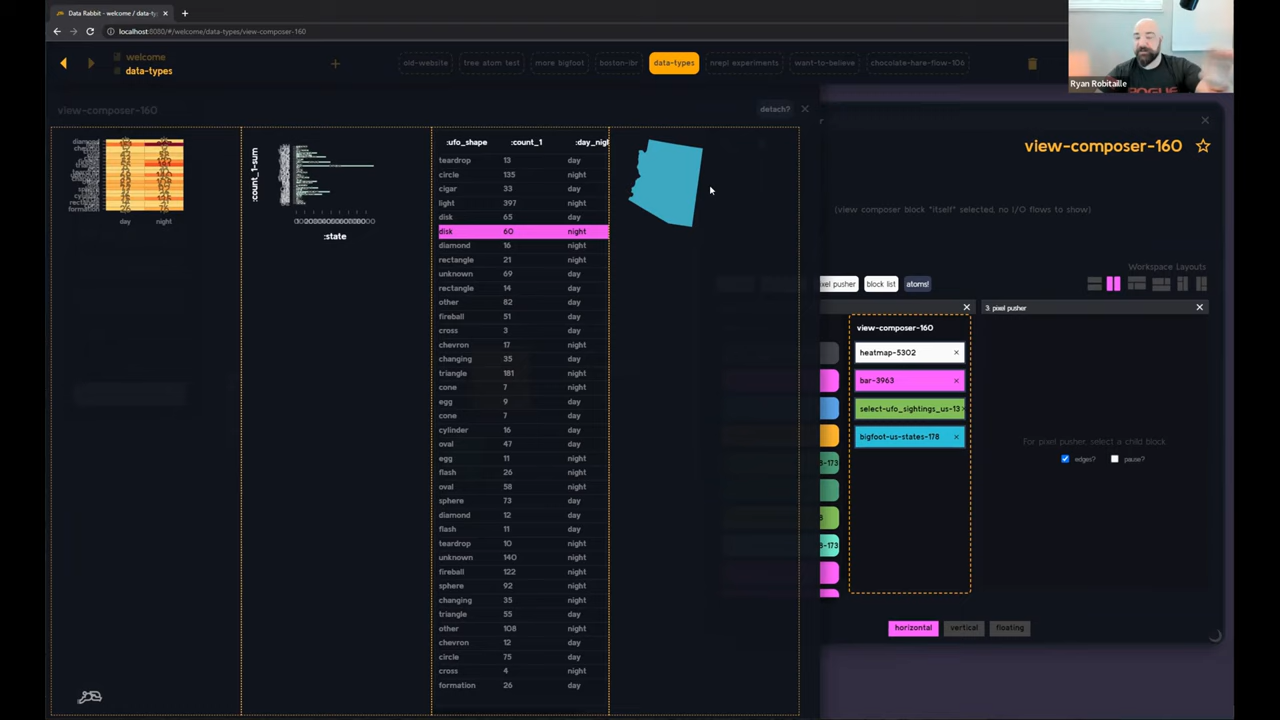 Data Rabbit - welcome / data-typ
localhost:8080/#/welcome/data-types/view-composer-160
Ryan Robitaille
welcome
data-types
+
old-website
tree atom test
more bigfoot
boston-ibr
data-types
nrepl experiments
want-to-believe
chocolate-hare-flow-106
view-composer-160
detach?
view-composer-160
(view composer block "itself" selected, no I/O flows to show)
Workspace Layouts
ixel pusher
block list
atoms!
3. pixel pusher
view-composer-160
heatmap-5302
bar-3963
select-ufo_sightings_us-13
bigfoot-us-states-178
For pixel pusher, select a child block.
edges?
pause?
horizontal
vertical
floating
day
night
:count_1-sum
:state
:ufo_shape :count_1 :day_nigl
teardrop 13 day
circle 135 night
cigar 33 day
light 397 night
disk 65 day
disk 60 night
diamond 16 night
rectangle 21 night
unknown 69 day
rectangle 14 day
other 82 day
fireball 51 day
cross 3 day
chevron 17 night
changing 35 day
triangle 181 night
cone 7 night
egg 9 day
cone 7 day
cylinder 16 day
oval 47 day
egg 11 night
flash 26 night
oval 58 night
sphere 73 day
diamond 12 day
flash 11 day
teardrop 10 night
unknown 140 night
fireball 122 night
sphere 92 night
changing 35 night
triangle 55 day
other 108 night
chevron 12 day
circle 75 day
cross 4 night
formation 26 day